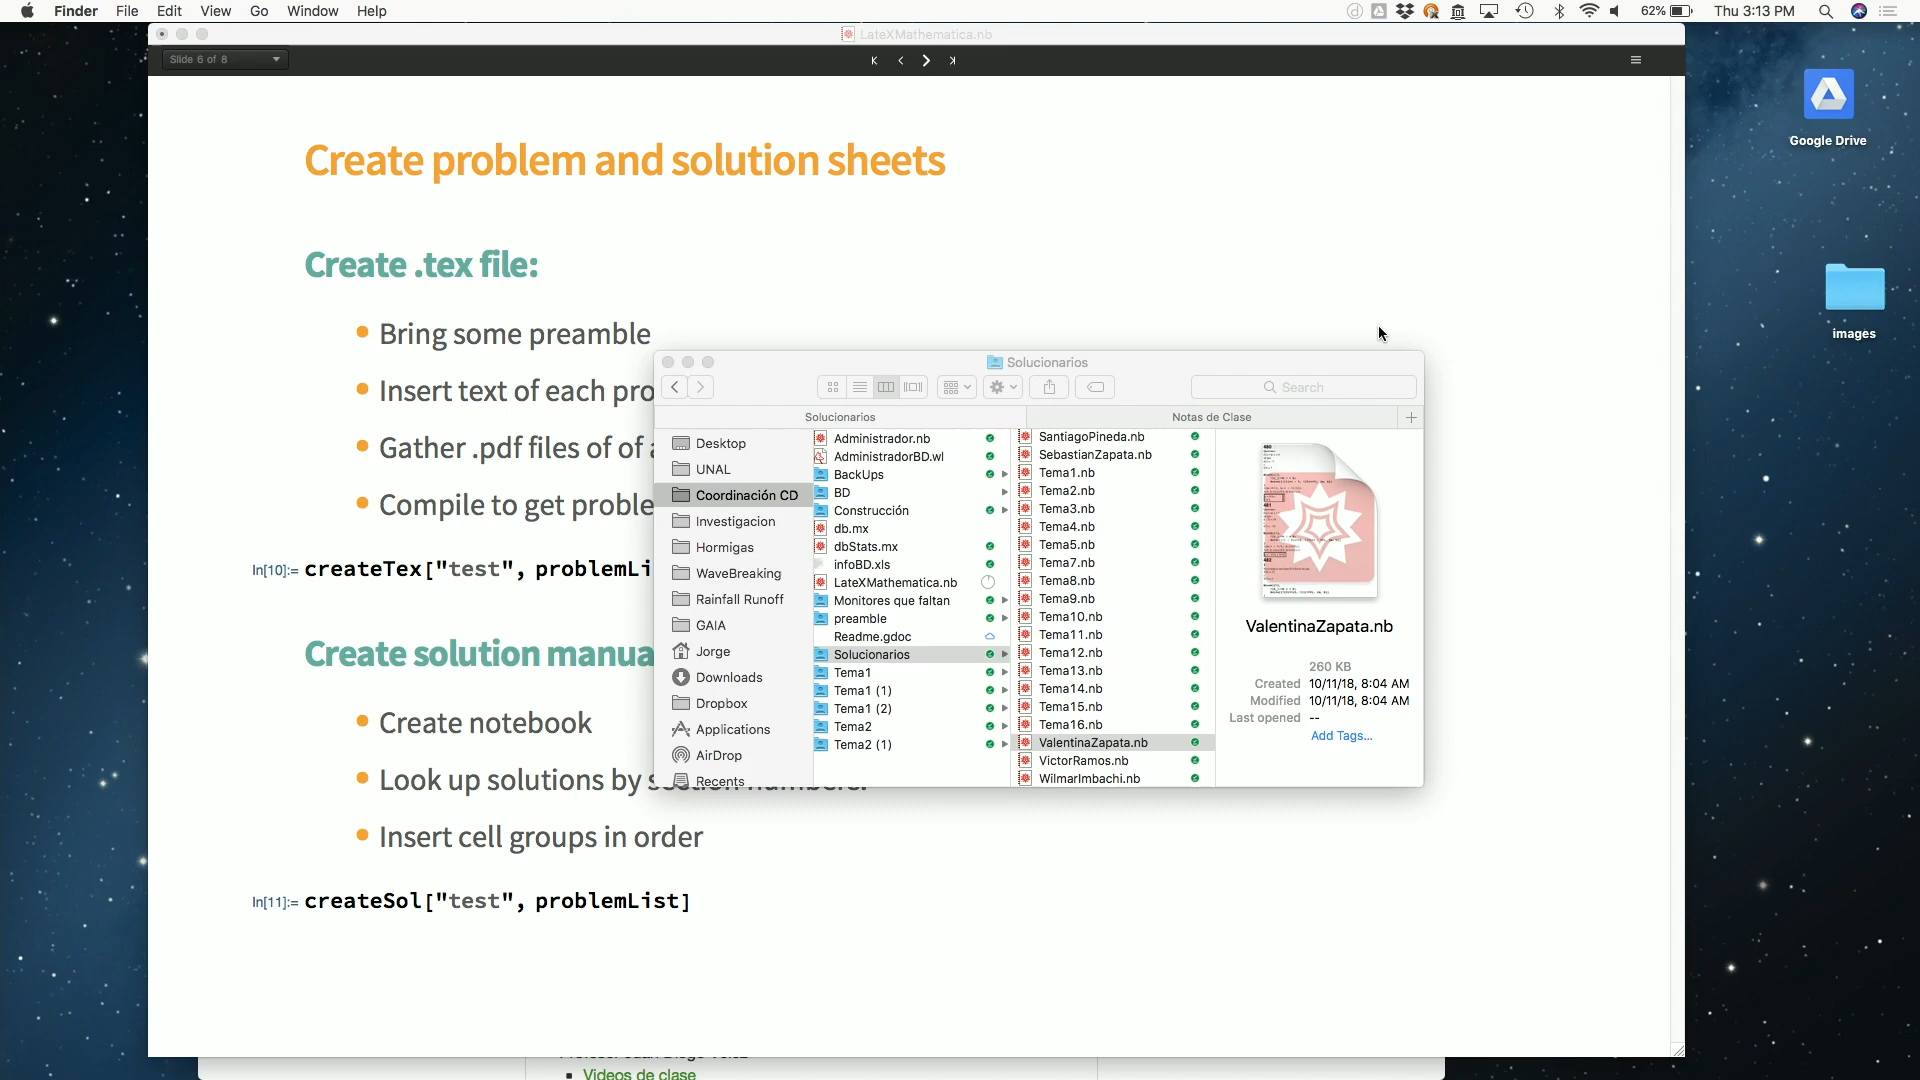 Finder File Edit View Go Window Help 62% Thu 3:13 PM
LateXMathematica.nb
Slide 6 of 8
Google Drive
images
Create problem and solution sheets
Create .tex file:
Bring some preamble
Insert text of each pro
Gather .pdf files of of a
Compile to get proble
In[10]:= createTex["test", problemLi
Create solution manua
Create notebook
Look up solutions by section numbers.
Insert cell groups in order
In[11]:= createSol["test", problemList]
Solucionarios
Search
Solucionarios
Notas de Clase
Desktop
UNAL
Coordinación CD
Investigacion
Hormigas
WaveBreaking
Rainfall Runoff
GAIA
Jorge
Downloads
Dropbox
Applications
AirDrop
Recents
Administrador.nb
AdministradorBD.wl
BackUps
BD
Construcción
db.mx
dbStats.mx
infoBD.xls
LateXMathematica.nb
Monitores que faltan
preamble
Readme.gdoc
Solucionarios
Tema1
Tema1 (1)
Tema1 (2)
Tema2
Tema2 (1)
SantiagoPineda.nb
SebastianZapata.nb
Tema1.nb
Tema2.nb
Tema3.nb
Tema4.nb
Tema5.nb
Tema7.nb
Tema8.nb
Tema9.nb
Tema10.nb
Tema11.nb
Tema12.nb
Tema13.nb
Tema14.nb
Tema15.nb
Tema16.nb
ValentinaZapata.nb
VictorRamos.nb
WilmarImbachi.nb
ValentinaZapata.nb
260 KB
Created 10/11/18, 8:04 AM
Modified 10/11/18, 8:04 AM
Last opened --
Add Tags...
Videos de clase